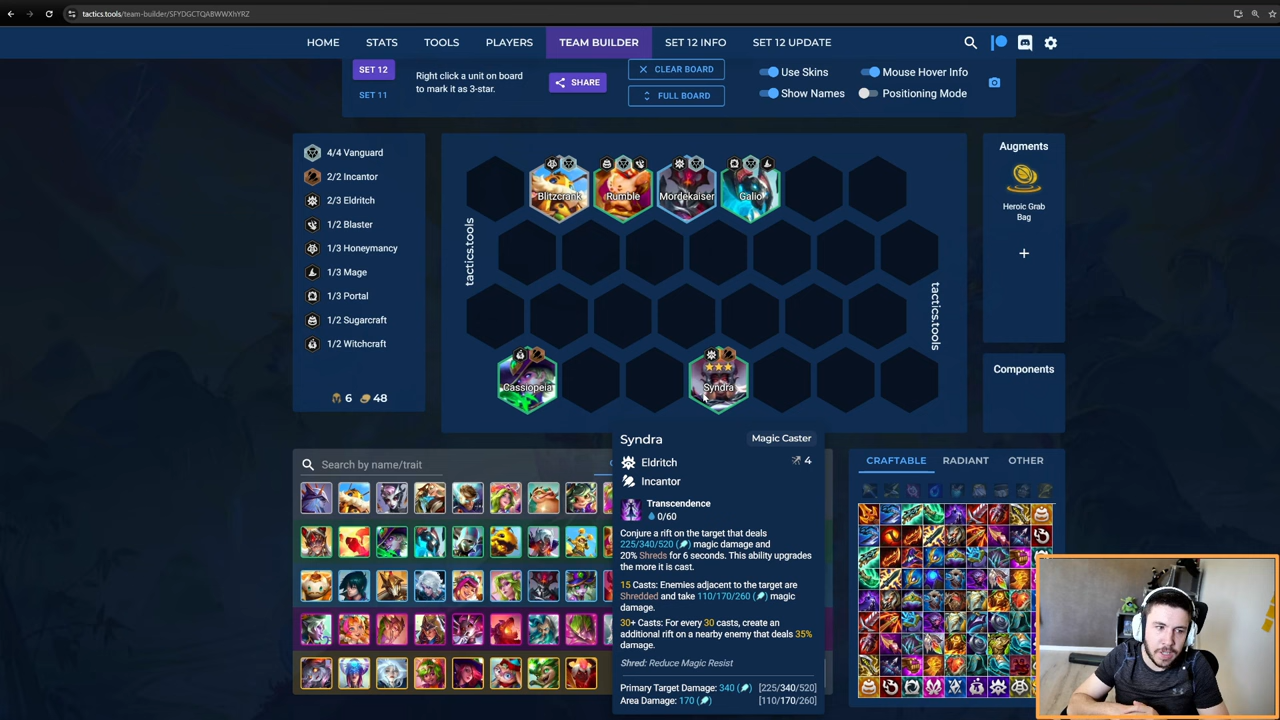 tactics.tools/team-builder/SFYDGCTQABWWXhYRZ
HOME STATS TOOLS PLAYERS TEAM BUILDER SET 12 INFO SET 12 UPDATE
SET 12
SET 11
Right click a unit on board
to mark it as 3-star.
SHARE
CLEAR BOARD
FULL BOARD
Use Skins
Mouse Hover Info
Show Names
Positioning Mode
4/4 Vanguard
2/2 Incantor
2/3 Eldritch
1/2 Blaster
1/3 Honeymancy
1/3 Mage
1/3 Portal
1/2 Sugarcraft
1/2 Witchcraft
6 48
tactics.tools
Blitzcrank
Rumble
Mordekaiser
Galio
Cassiopeia
Syndra
tactics.tools
Augments
Heroic Grab
Bag
+
Components
Search by name/trait
Syndra
Magic Caster
Eldritch
4
Incantor
Transcendence
0/60
Conjure a rift on the target that deals
225/340/520 ( ) magic damage and
20% Shreds for 6 seconds. This ability upgrades
the more it is cast.
15 Casts: Enemies adjacent to the target are
Shredded and take 110/170/260 ( ) magic
damage.
30+ Casts: For every 30 casts, create an
additional rift on a nearby enemy that deals 35%
damage.
Shred: Reduce Magic Resist
Primary Target Damage: 340 ( ) [225/340/520]
Area Damage: 170 ( ) [110/170/260]
CRAFTABLE RADIANT OTHER